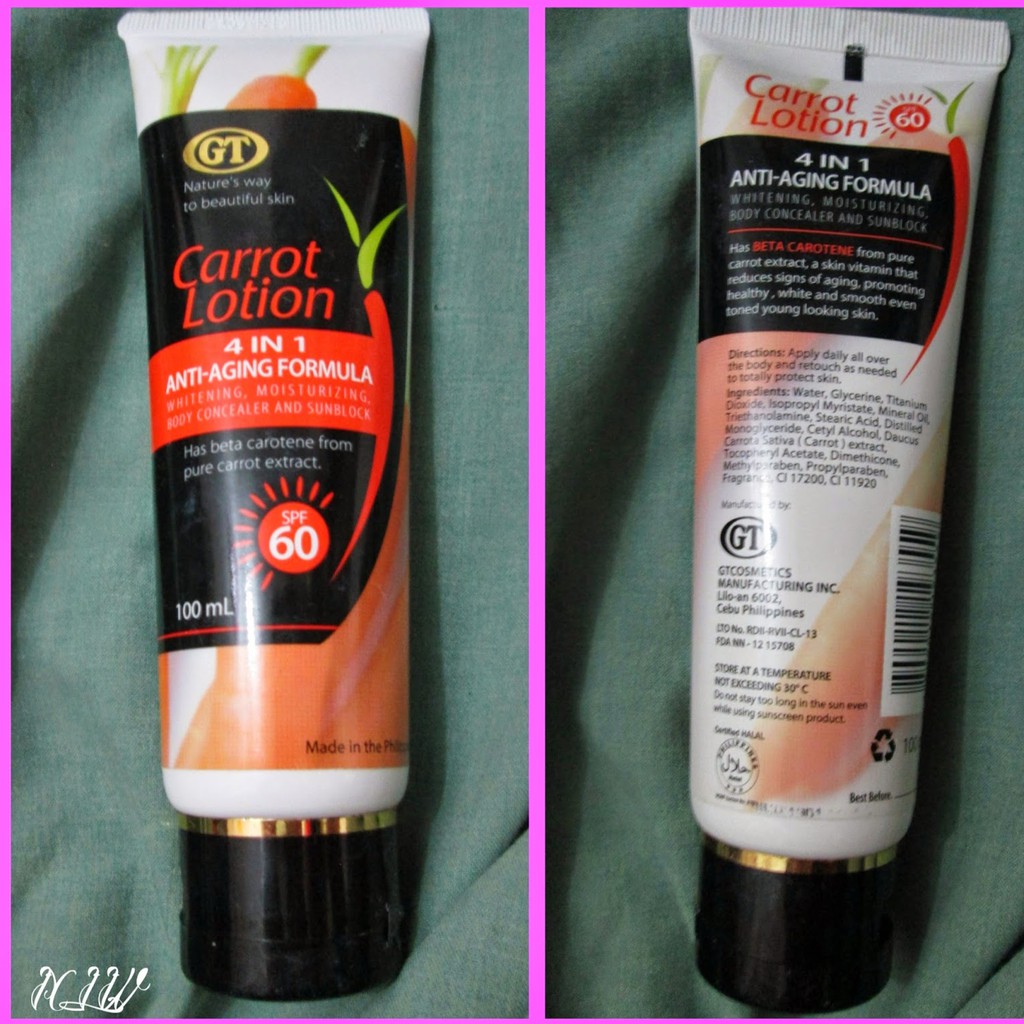 GT
Nature's way
to beautiful skin
Carrot
Lotion
4 IN 1
ANTI-AGING FORMULA
WHITENING, MOISTURIZING,
BODY CONCEALER AND SUNBLOCK
Has beta carotene from
pure carrot extract.
SPF
60
100 mL
Made in the
Carrot
Lotion
SPF
60
4 IN 1
ANTI-AGING FORMULA
WHITENING, MOISTURIZING,
BODY CONCEALER AND SUNBLOCK
Has BETA CAROTENE from pure
carrot extract, a skin vitamin that
reduces signs of aging, promoting
healthy, white and smooth even
toned young looking skin.
Directions: Apply daily all over
the body and retouch as needed
to totally protect skin.
Ingredients: Water, Glycerine, Titanium
Dioxide, Isopropyl Myristate, Mineral Oil,
Triethanolamine, Stearic Acid, Distilled
Monoglyceride, Cetyl Alcohol, Daucus
Carrota Sativa (Carrot) extract,
Tocopheryl Acetate, Dimethicone,
Methylparaben, Propylparaben,
Fragrance, CI 17200, CI 11920
Manufactured by:
GT
GTCOSMETICS
MANUFACTURING INC.
Lilo-an 6002,
Cebu Philippines
LTO No. RDII-RVII-CL-13
FDA NN - 12 15708
STORE AT A TEMPERATURE
NOT EXCEEDING 30° C
Do not stay too long in the sun even
while using sunscreen product.
Certified HALAL
PHILIPPINES
حلال
Best Before
NJW